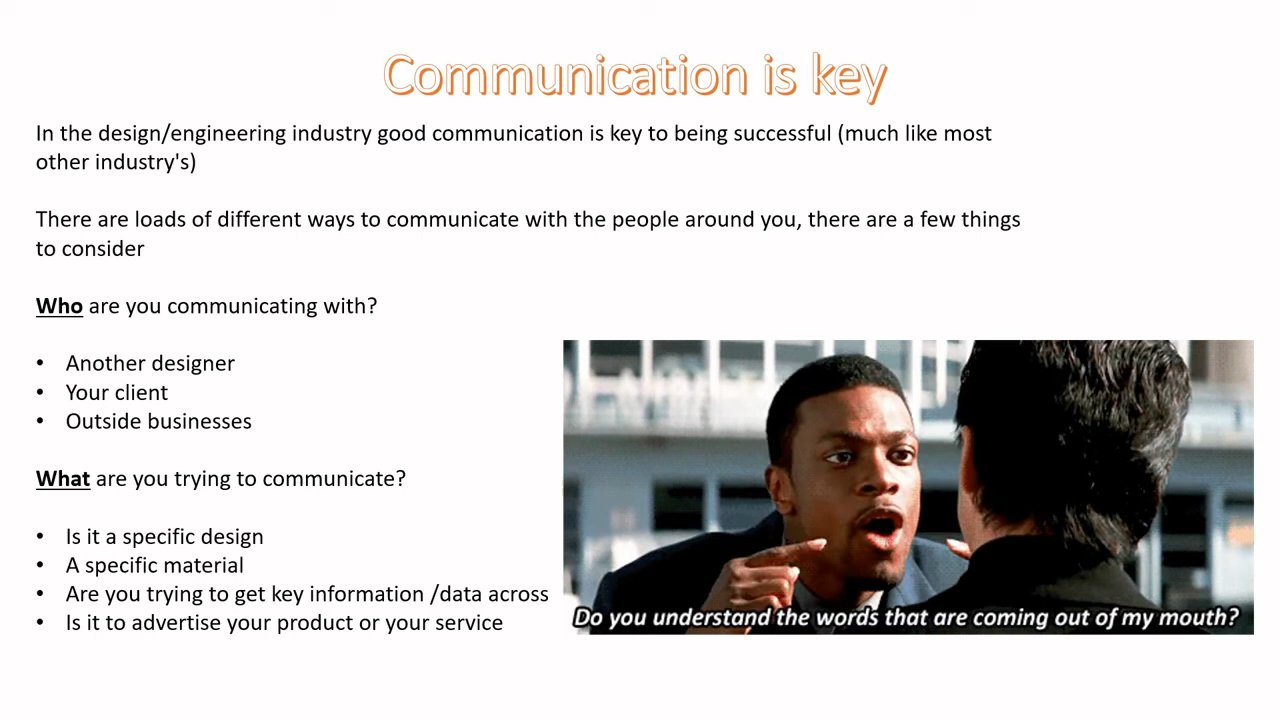 Communication is key
In the design/engineering industry good communication is key to being successful (much like most
other industry's)
There are loads of different ways to communicate with the people around you, there are a few things
to consider
Who are you communicating with?
• Another designer
• Your client
• Outside businesses
What are you trying to communicate?
• Is it a specific design
• A specific material
• Are you trying to get key information /data across
• Is it to advertise your product or your service
Do you understand the words that are coming out of my mouth?